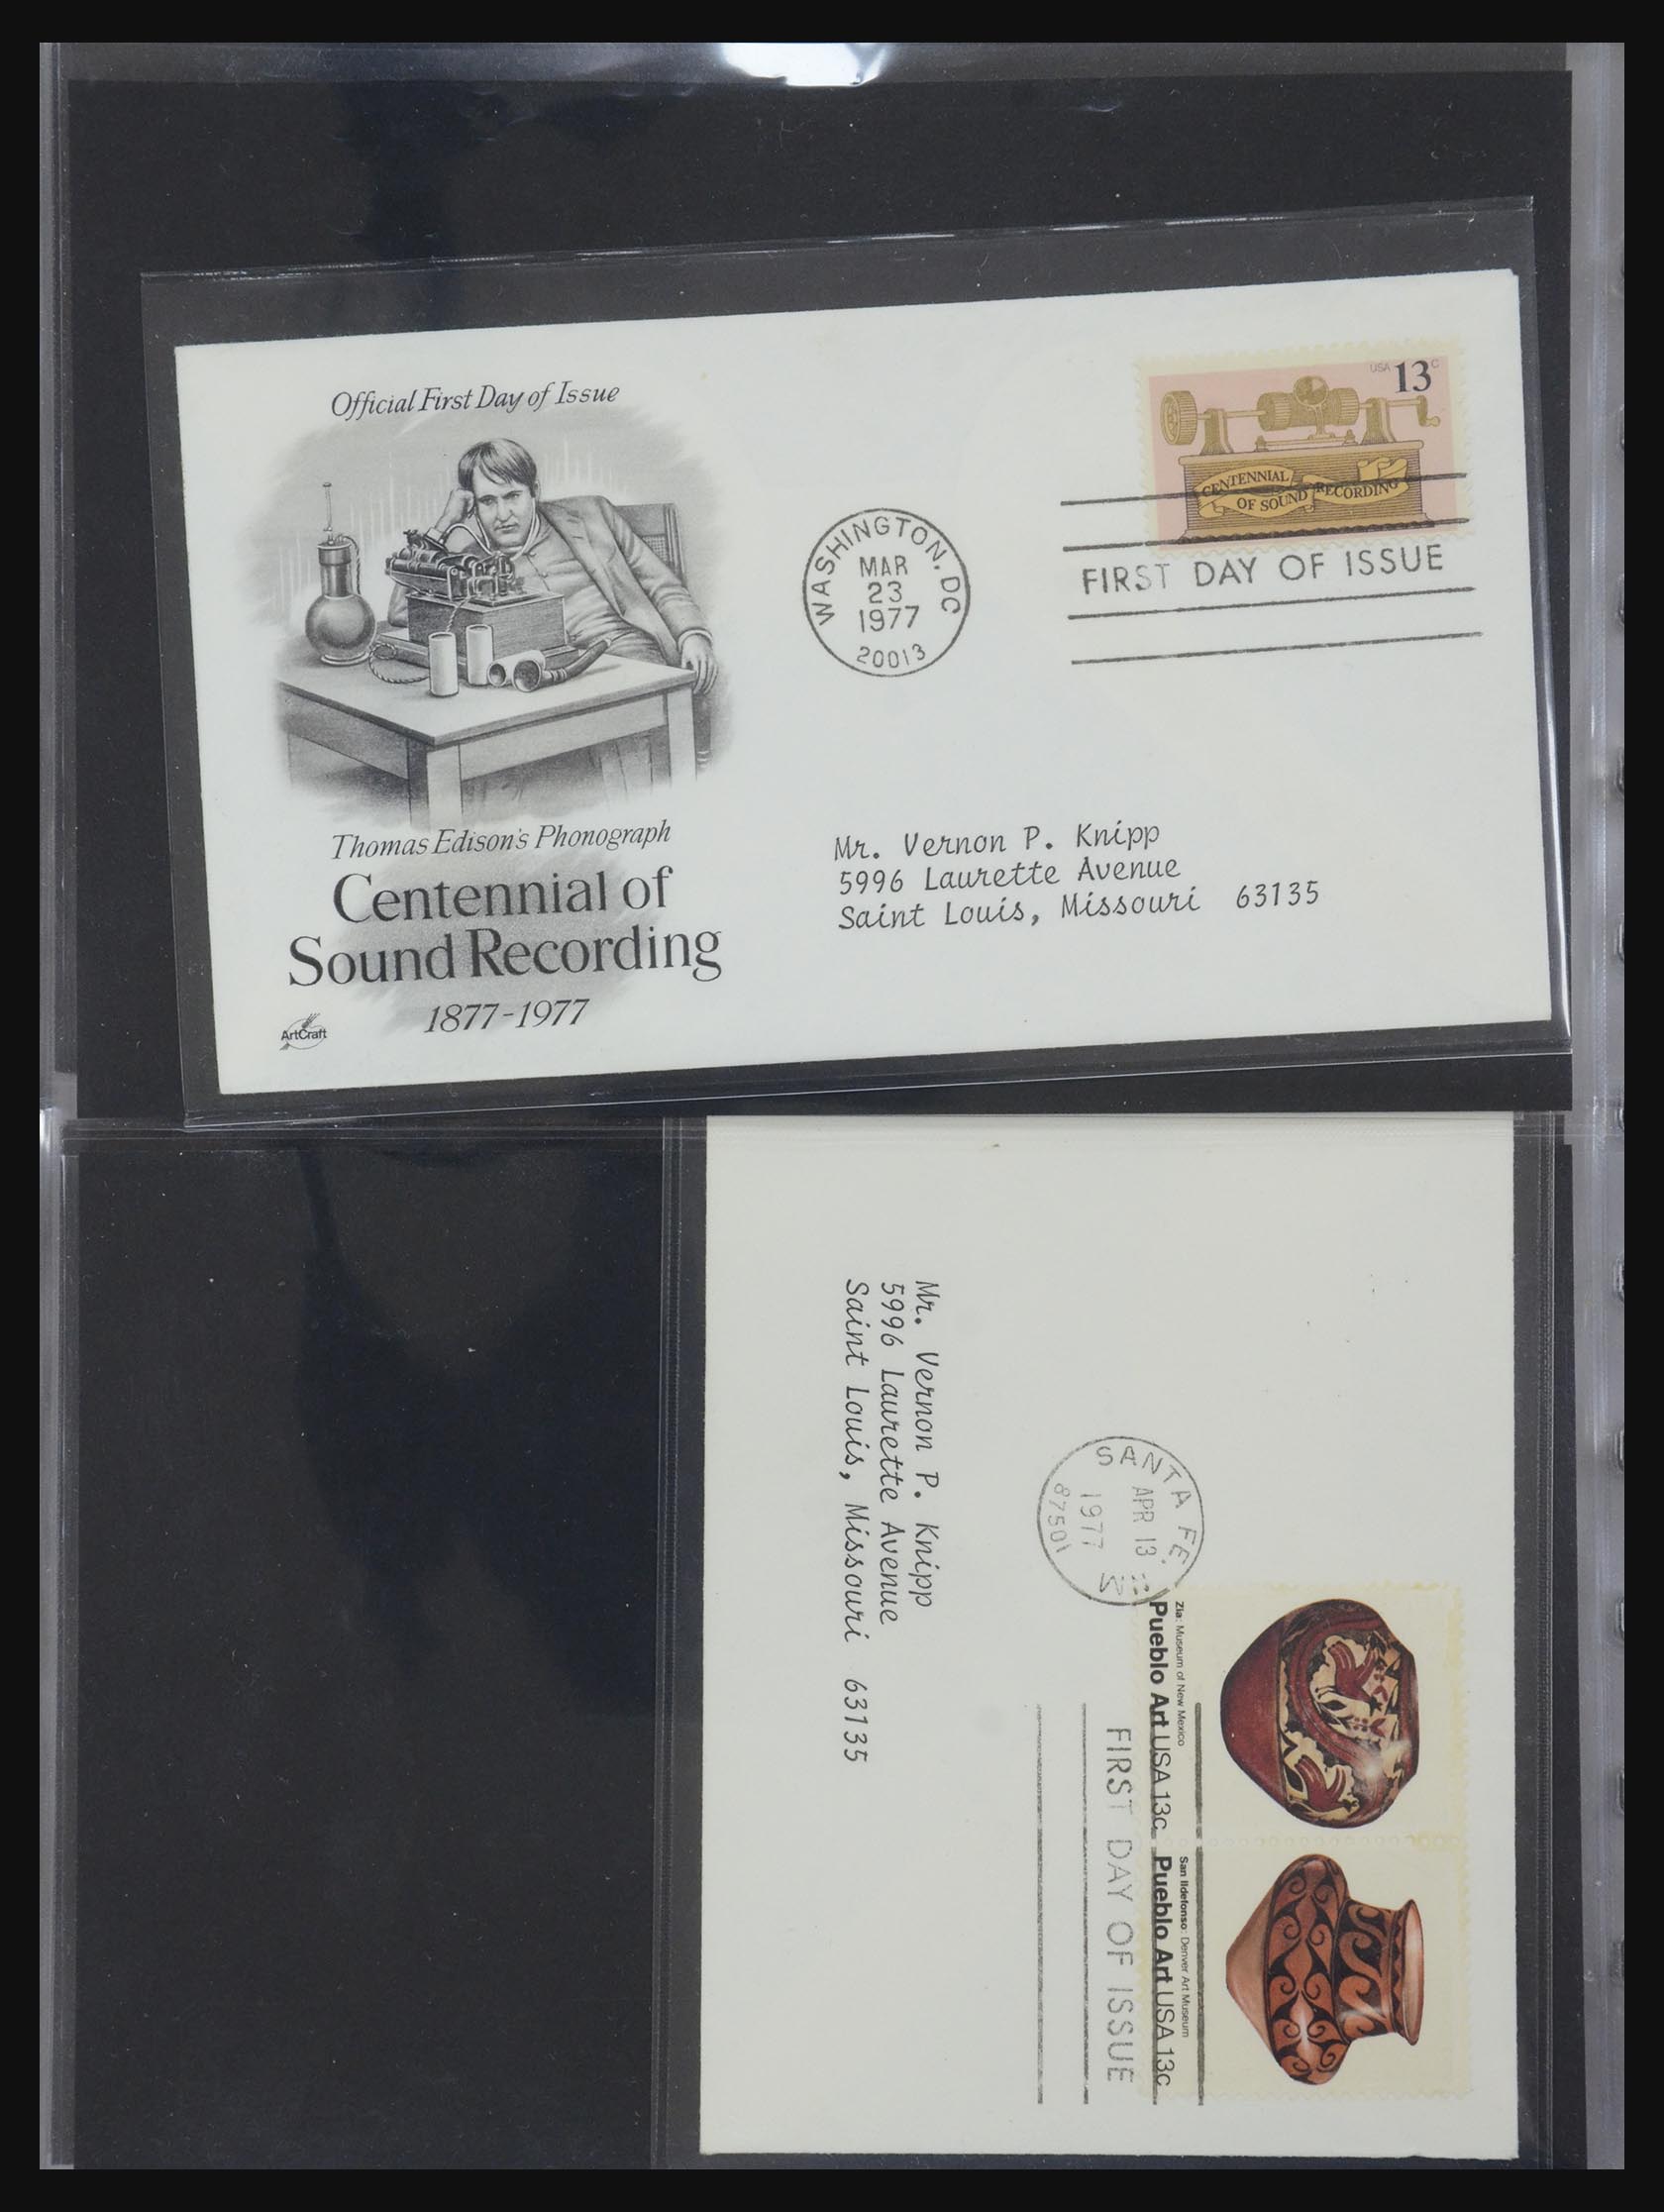 Official First Day of Issue
USA 13c
CENTENNIAL
OF SOUND RECORDING
WASHINGTON, DC
MAR
23
1977
20013
FIRST DAY OF ISSUE
Thomas Edison's Phonograph
Centennial of
Sound Recording
1877-1977
ArtCraft
Mr. Vernon P. Knipp
5996 Laurette Avenue
Saint Louis, Missouri 63135
Zia: Museum of New Mexico
Pueblo Art USA 13c
San Ildefonso: Denver Art Museum
Pueblo Art USA 13c
SANTA FE,
APR 13
1977
87501
FIRST DAY OF ISSUE
Mr. Vernon P. Knipp
5996 Laurette Avenue
Saint Louis, Missouri 63135